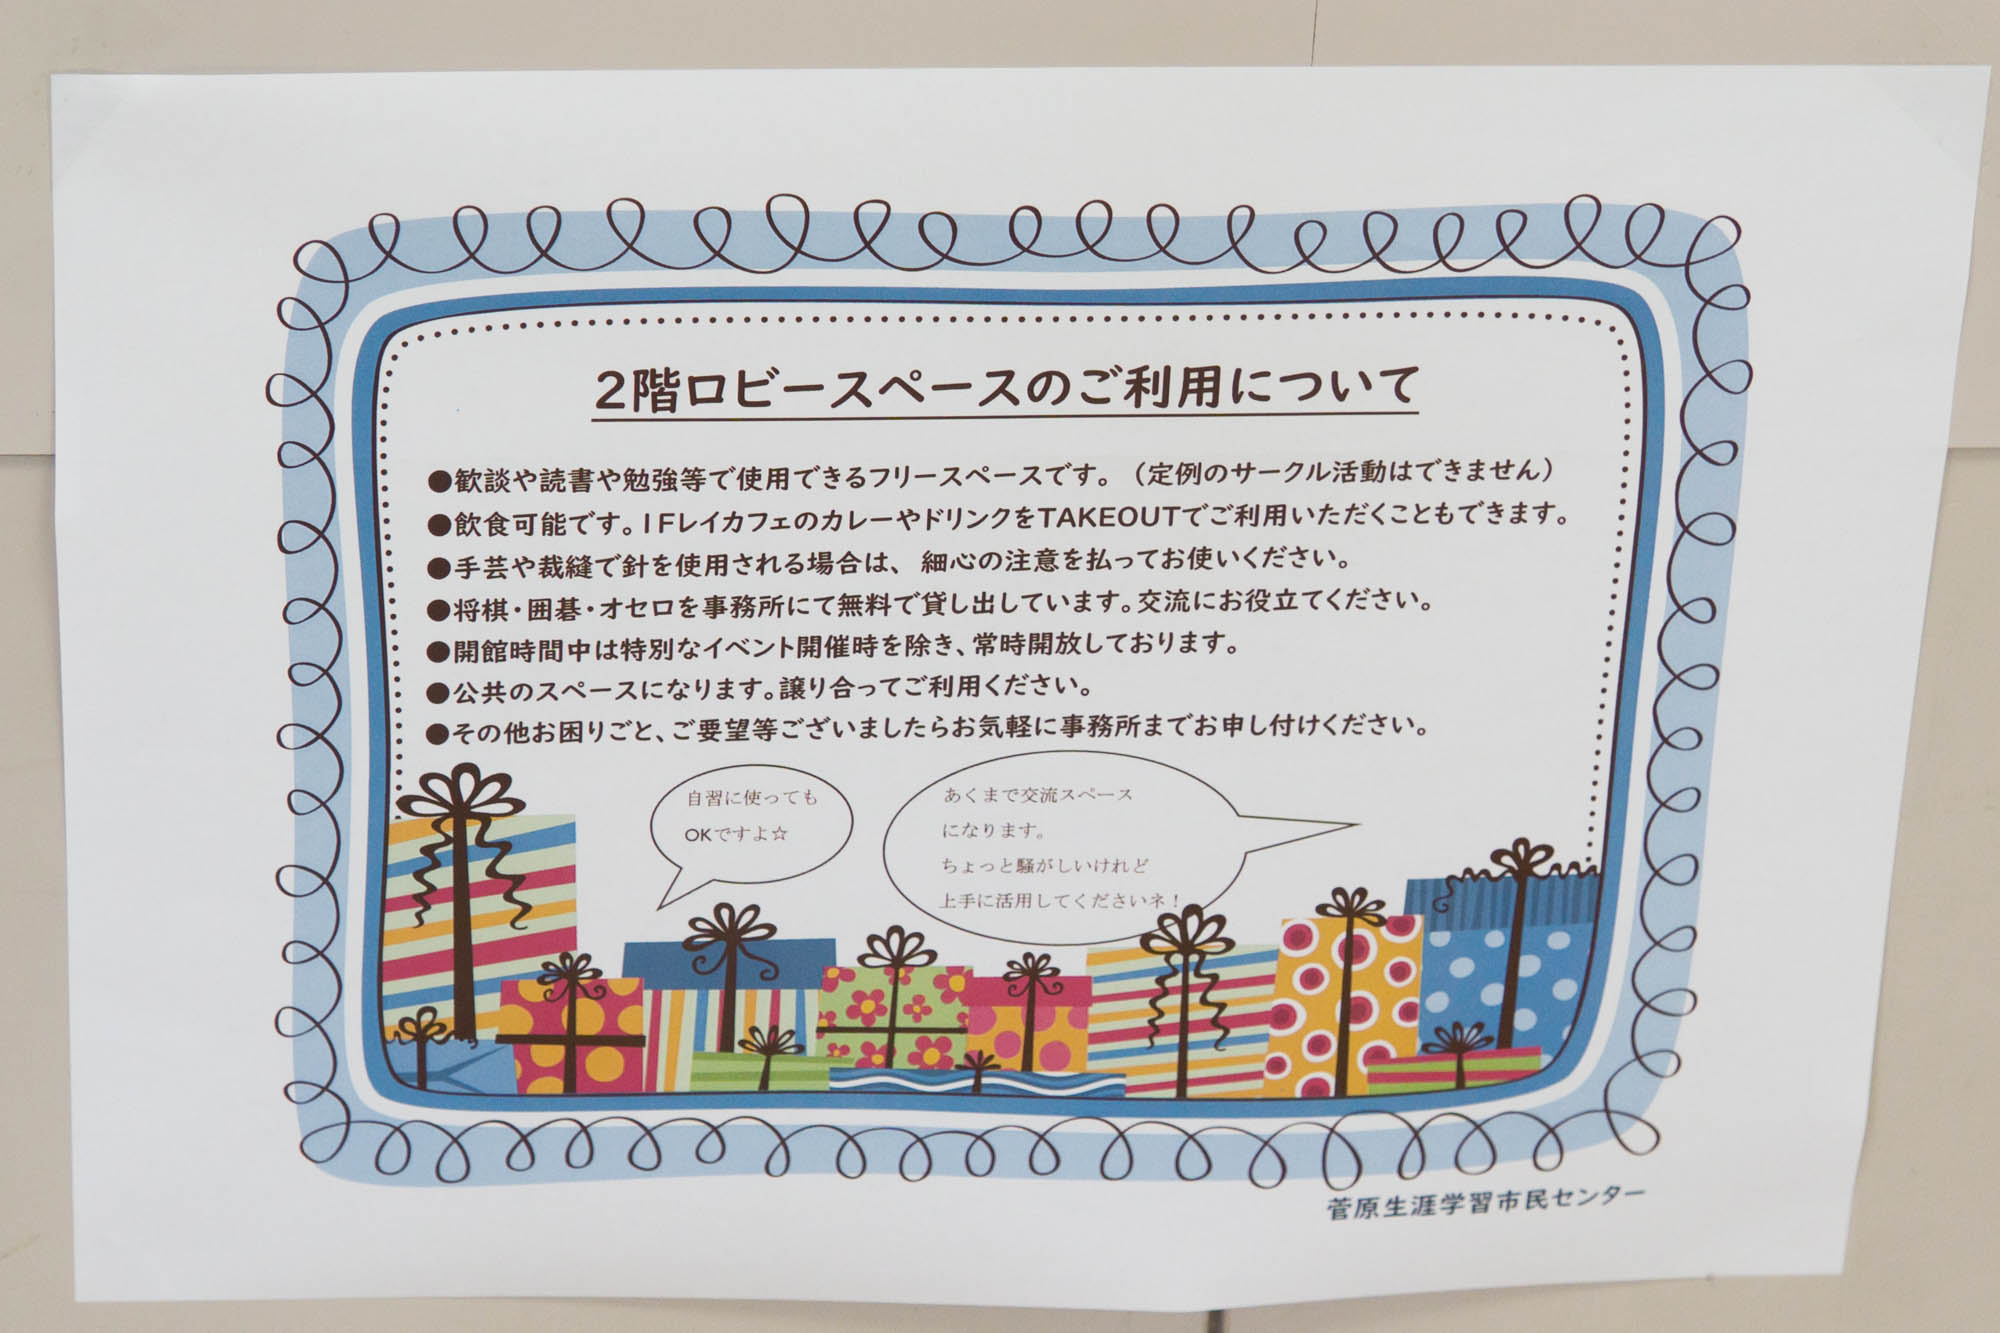 2階ロビースペースのご利用について
●歓談や読書や勉強等で使用できるフリースペースです。(定例のサークル活動はできません)
●飲食可能です。1Fレイカフェのカレーやドリンクを TAKEOUTでご利用いただくこともできます。
●手芸や裁縫で針を使用される場合は、細心の注意を払ってお使いください。
●将棋・囲碁・オセロを事務所にて無料で貸し出しています。交流にお役立てください。
●開館時間中は特別なイベント開催時を除き、常時開放しております。
●公共のスペースになります。譲り合ってご利用ください。
●その他お困りごと、ご要望等ございましたらお気軽に事務所までお申し付けください。
自習に使っても
OKですよ☆
あくまで交流スペース
になります。
ちょっと騒がしいけれど
上手に活用してくださいネ!
菅原生涯学習市民センター